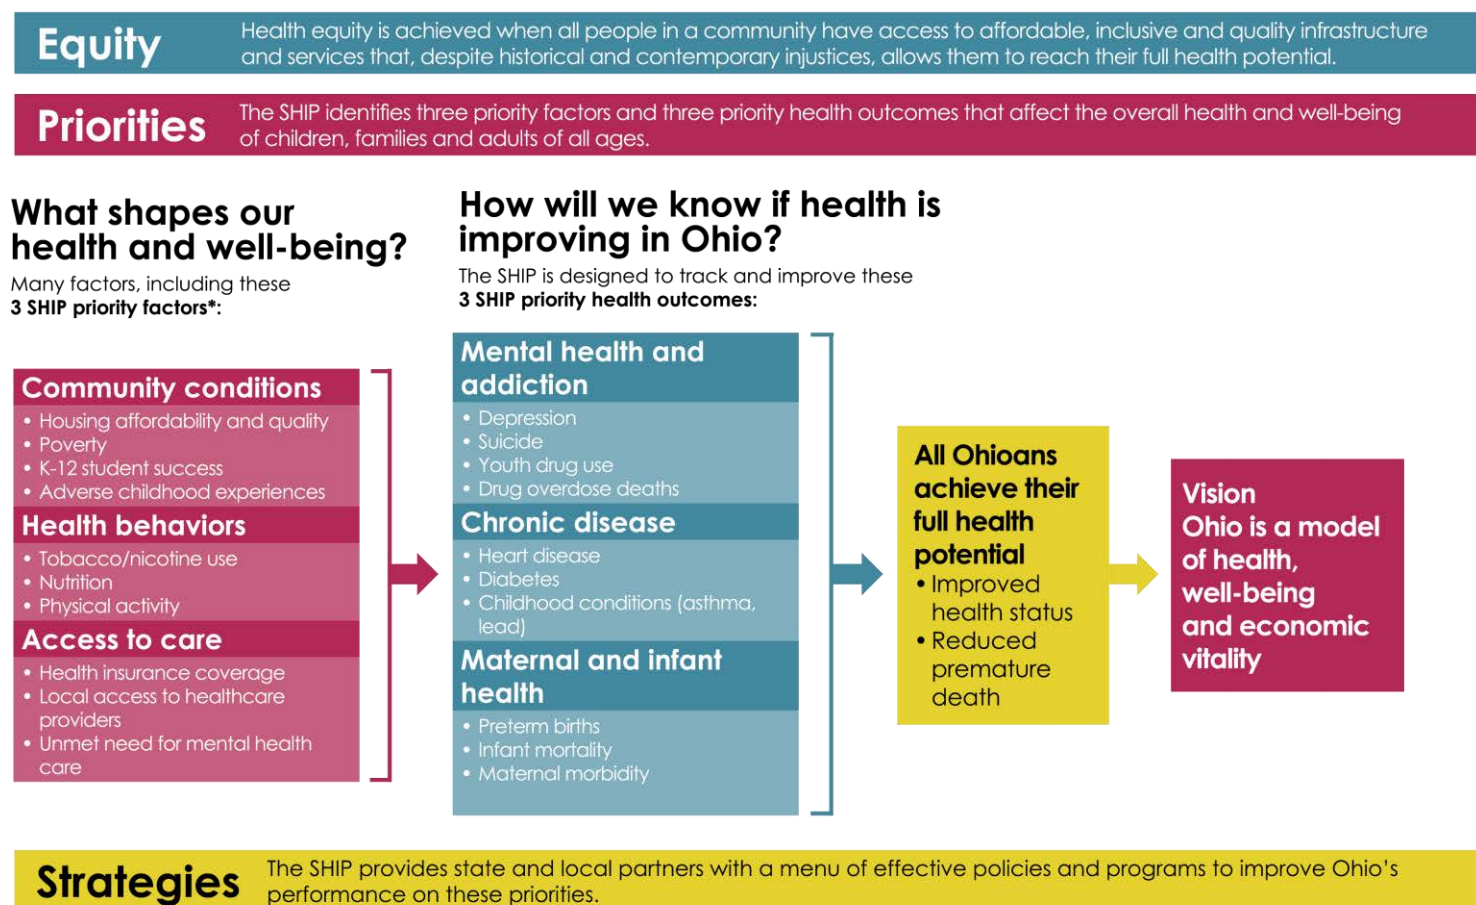 Equity
Health equity is achieved when all people in a community have access to affordable, inclusive and quality infrastructure
and services that, despite historical and contemporary injustices, allows them to reach their full health potential.
Priorities
The SHIP identifies three priority factors and three priority health outcomes that affect the overall health and well-being
of children, families and adults of all ages.
What shapes our
health and well-being?
Many factors, including these
3 SHIP priority factors*:
Community conditions
• Housing affordability and quality
• Poverty
• K-12 student success
• Adverse childhood experiences
Health behaviors
• Tobacco/nicotine use
• Nutrition
• Physical activity
Access to care
• Health insurance coverage
• Local access to healthcare
providers
• Unmet need for mental health
care
How will we know if health is
improving in Ohio?
The SHIP is designed to track and improve these
3 SHIP priority health outcomes:
Mental health and
addiction
• Depression
• Suicide
• Youth drug use
• Drug overdose deaths
Chronic disease
• Heart disease
• Diabetes
• Childhood conditions (asthma,
lead)
Maternal and infant
health
• Preterm births
• Infant mortality
• Maternal morbidity
All Ohioans
achieve their
full health
potential
• Improved
health status
• Reduced
premature
death
Vision
Ohio is a model
of health,
well-being
and economic
vitality
Strategies
The SHIP provides state and local partners with a menu of effective policies and programs to improve Ohio's
performance on these priorities.